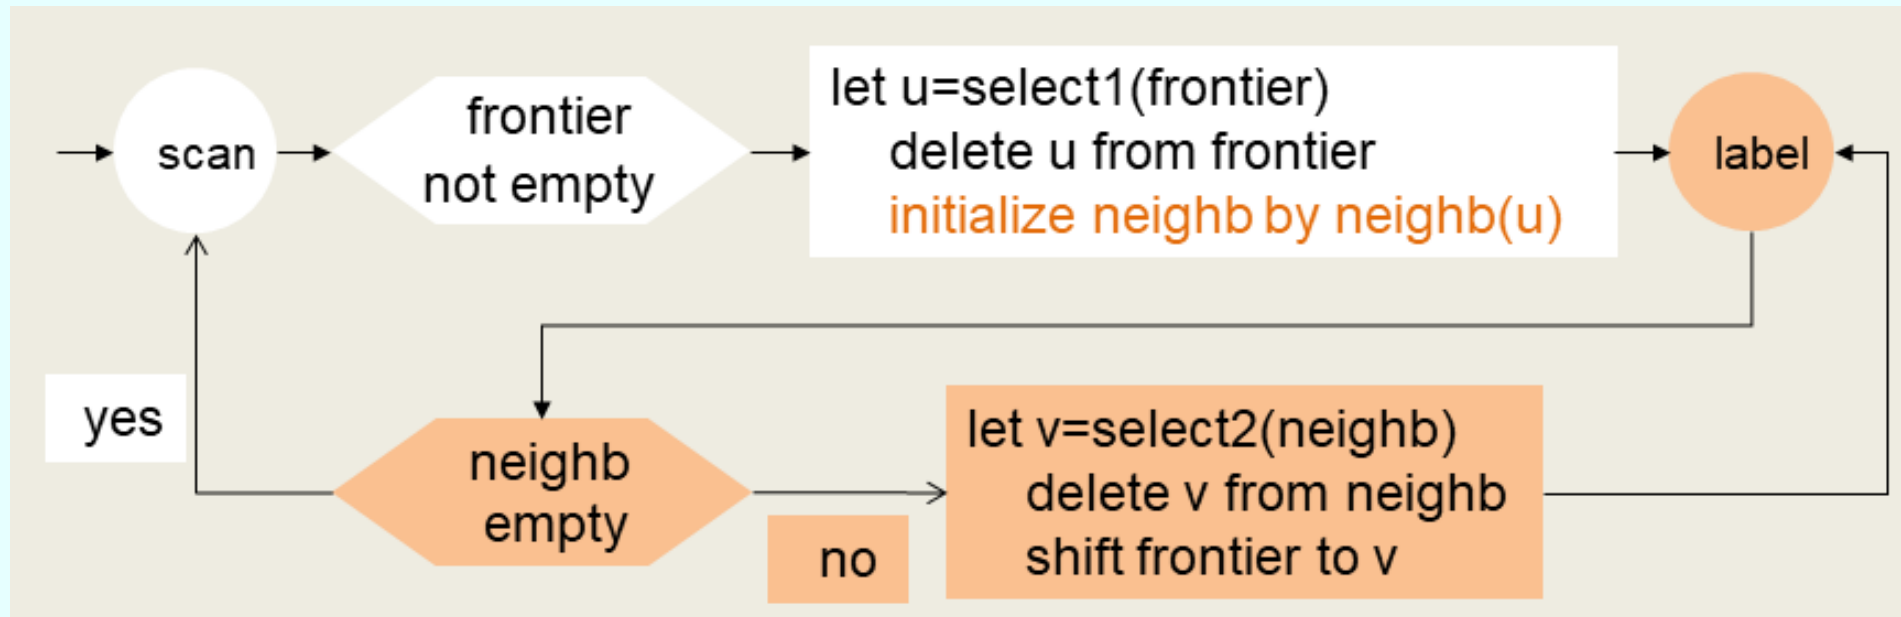 scan
frontier
not empty
let u=select1(frontier)
delete u from frontier
initialize neighb by neighb(u)
label
yes
neighb
empty
no
let v=select2(neighb)
delete v from neighb
shift frontier to v